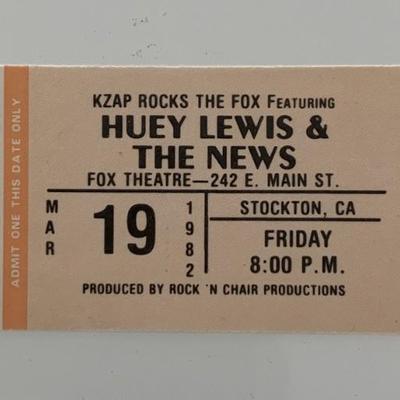 ADMIT ONE THIS DATE ONLY
KZAP ROCKS THE FOX FEATURING
HUEY LEWIS &
THE NEWS
FOX THEATRE—242 E. MAIN ST.
MAR
19
1982
STOCKTON, CA
FRIDAY
8:00 P.M.
PRODUCED BY ROCK 'N CHAIR PRODUCTIONS